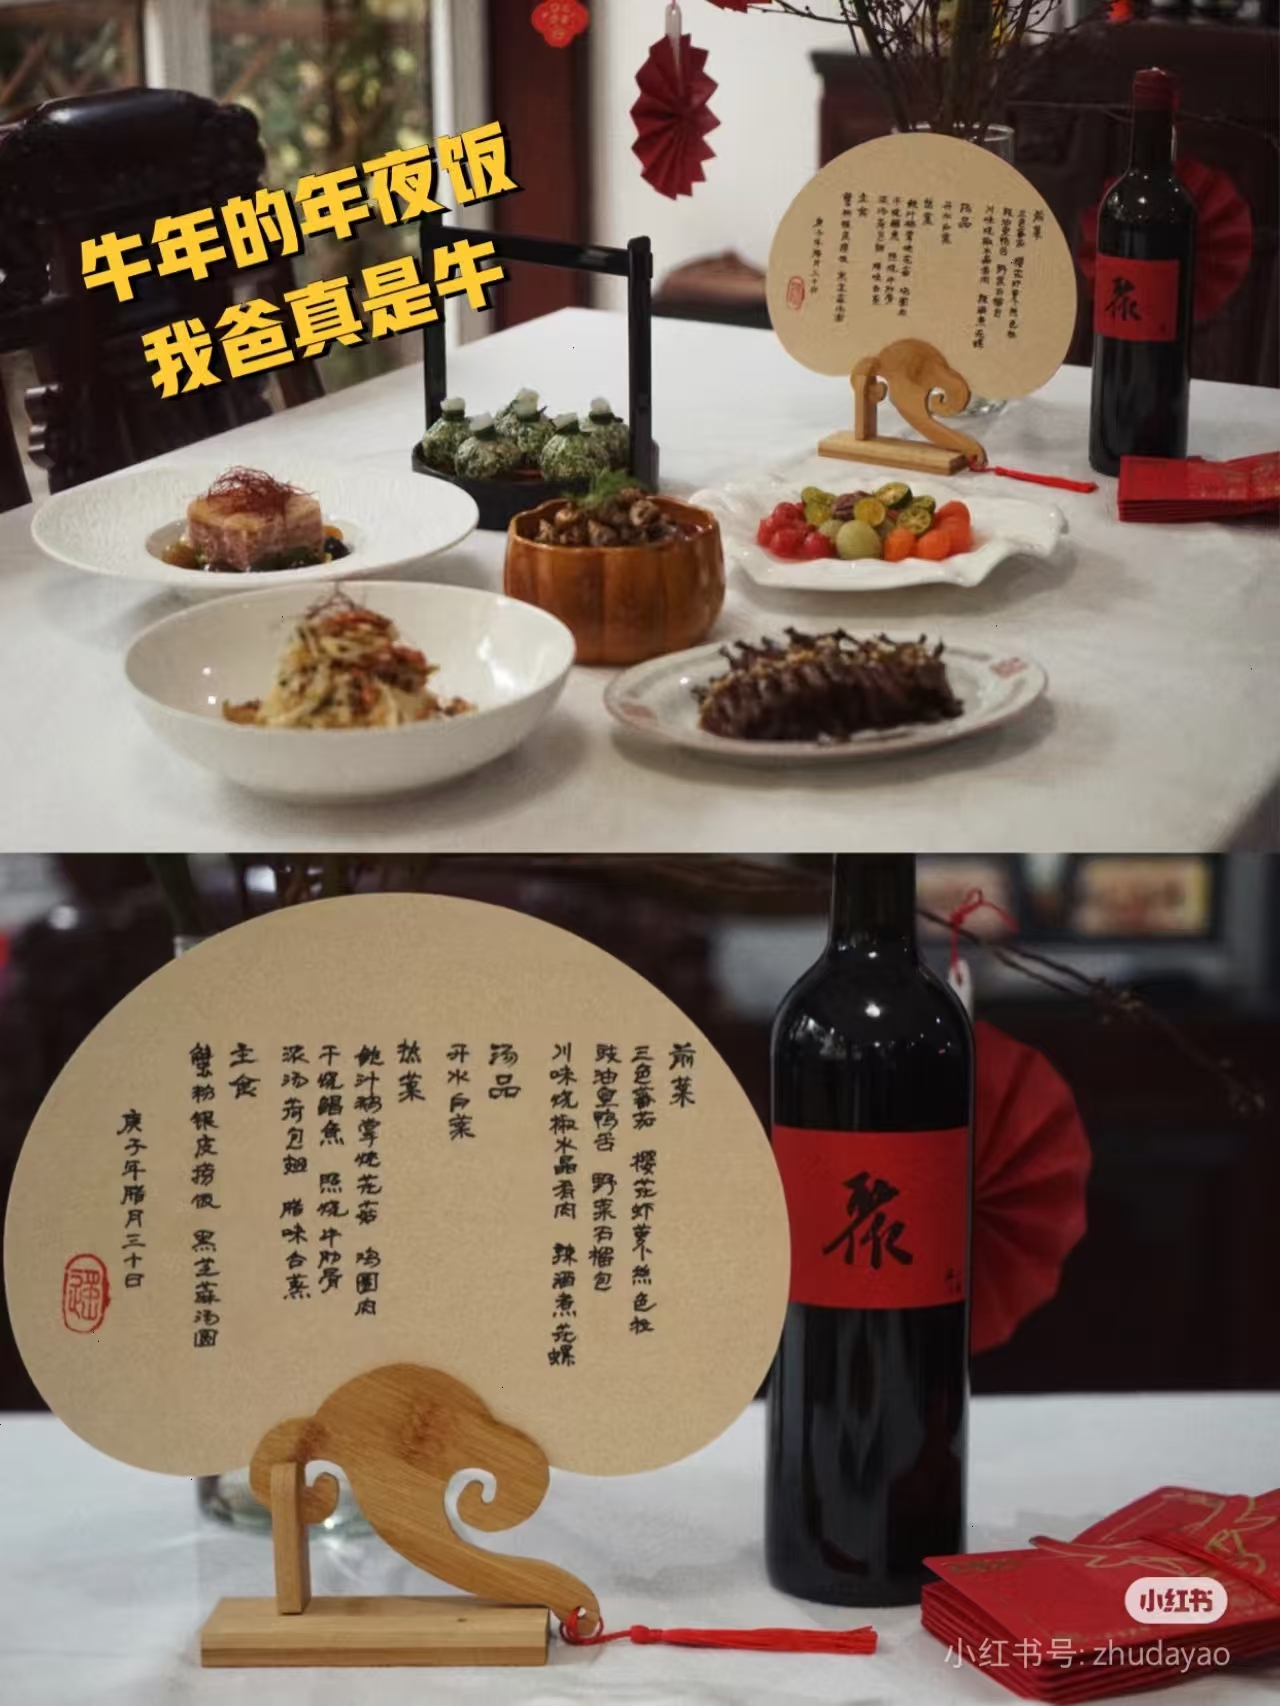 牛年的年夜饭
我爸真是牛
聚
前菜
三色蕃茄 樱花虾萝卜丝色拉
豉油皇鸭舌 野菜石榴包
川味烧椒水晶肴肉 辣酒煮花螺
汤品
开水白菜
热菜
鲍汁鹅掌烧花菇 鸡圈肉
干烧鲳鱼 照烧牛肋骨
浓汤荷包翅 腊味合蒸
主食
蟹粉银皮捞饭 黑芝蔴汤圆
庚子年腊月三十日
聚
小红书
小红书号: zhudayao